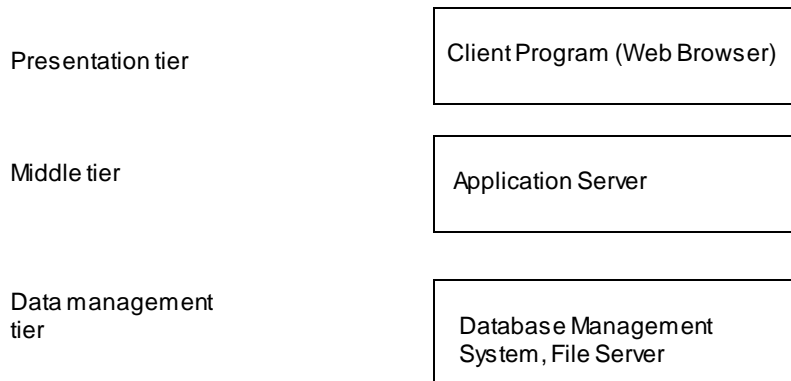 Presentation tier
Client Program (Web Browser)
Middle tier
Application Server
Data management
tier
Database Management
System, File Server